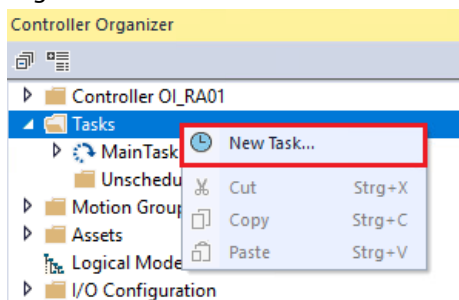 Controller Organizer
Controller OI_RA01
Tasks
MainTask
New Task...
Unschedu
Cut Strg+X
Motion Group
Copy Strg+C
Assets
Paste Strg+V
Logical Mode
I/O Configuration